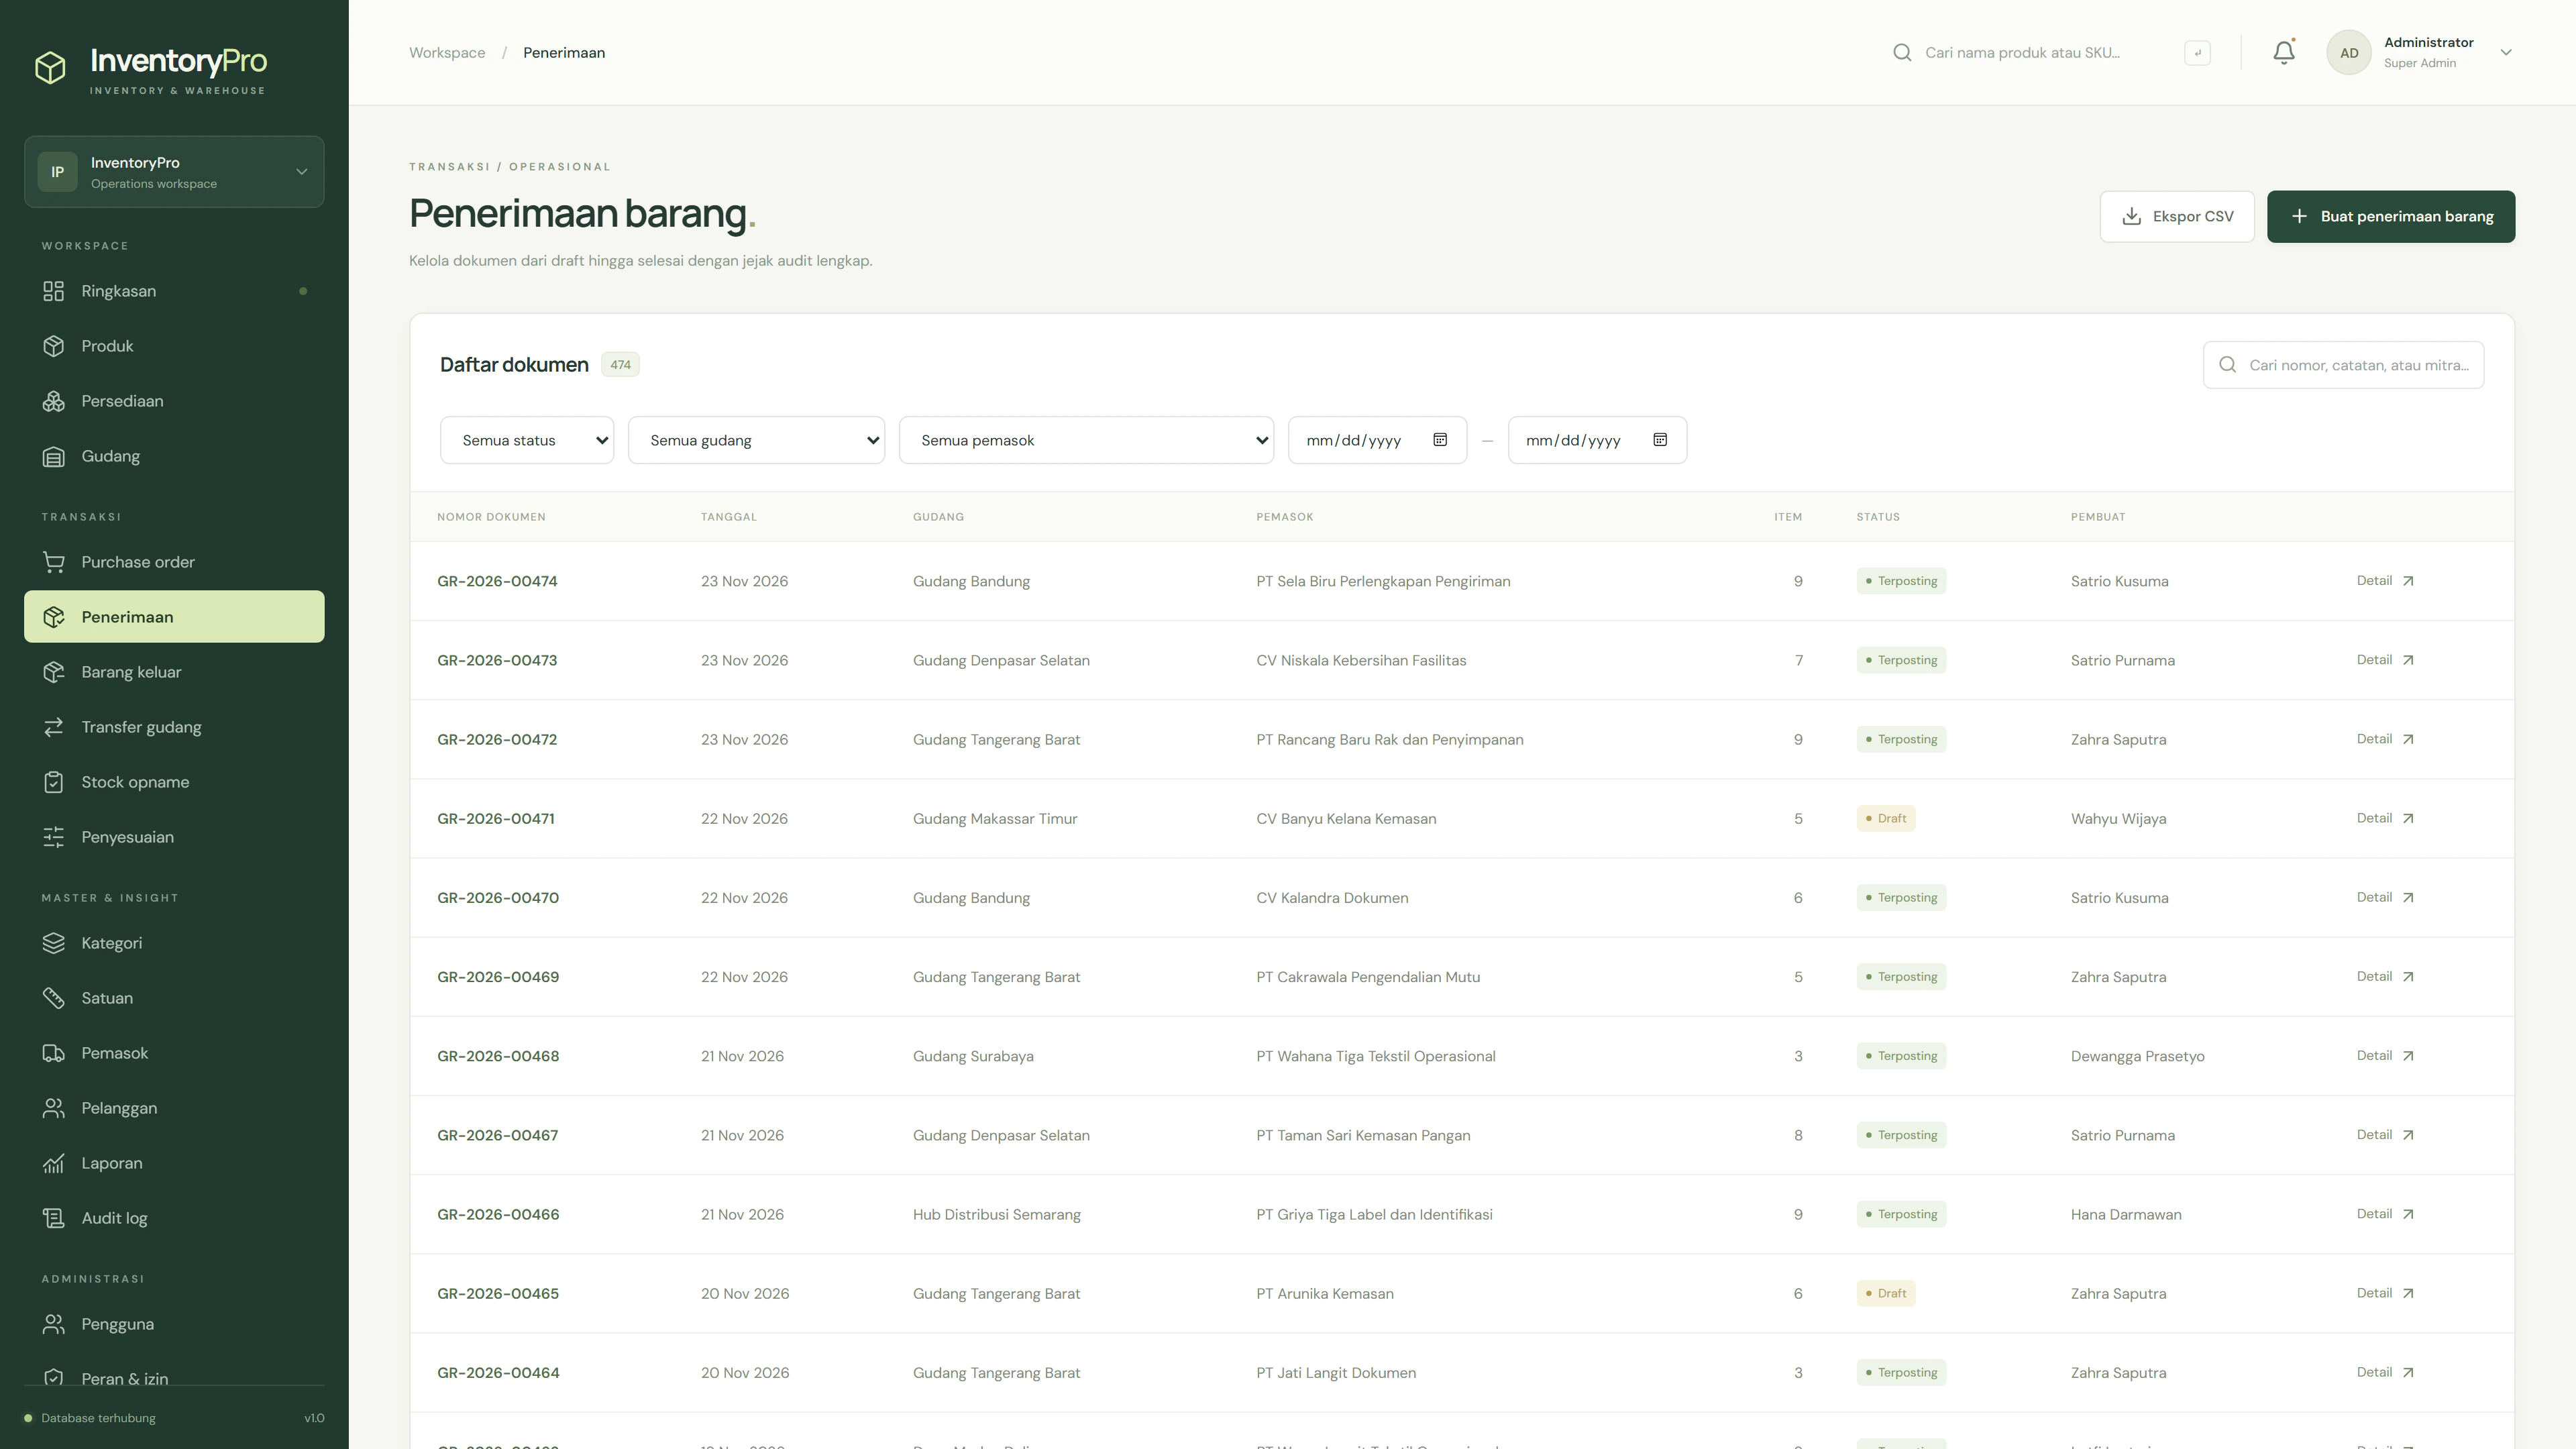 InventoryPro
INVENTORY & WAREHOUSE
IP
InventoryPro
Operations workspace
WORKSPACE
Ringkasan
Produk
Persediaan
Gudang
TRANSAKSI
Purchase order
Penerimaan
Barang keluar
Transfer gudang
Stock opname
Penyesuaian
MASTER & INSIGHT
Kategori
Satuan
Pemasok
Pelanggan
Laporan
Audit log
ADMINISTRASI
Pengguna
Peran & izin
Database terhubung v1.0
Workspace / Penerimaan
Cari nama produk atau SKU...
AD
Administrator
Super Admin
TRANSAKSI / OPERASIONAL
Penerimaan barang.
Kelola dokumen dari draft hingga selesai dengan jejak audit lengkap.
Ekspor CSV
Buat penerimaan barang
Daftar dokumen 474
Cari nomor, catatan, atau mitra...
Semua status Semua gudang Semua pemasok mm/dd/yyyy — mm/dd/yyyy
NOMOR DOKUMEN TANGGAL GUDANG PEMASOK ITEM STATUS PEMBUAT
GR-2026-00474 23 Nov 2026 Gudang Bandung PT Sela Biru Perlengkapan Pengiriman 9 Terposting Satrio Kusuma Detail
GR-2026-00473 23 Nov 2026 Gudang Denpasar Selatan CV Niskala Kebersihan Fasilitas 7 Terposting Satrio Purnama Detail
GR-2026-00472 23 Nov 2026 Gudang Tangerang Barat PT Rancang Baru Rak dan Penyimpanan 9 Terposting Zahra Saputra Detail
GR-2026-00471 22 Nov 2026 Gudang Makassar Timur CV Banyu Kelana Kemasan 5 Draft Wahyu Wijaya Detail
GR-2026-00470 22 Nov 2026 Gudang Bandung CV Kalandra Dokumen 6 Terposting Satrio Kusuma Detail
GR-2026-00469 22 Nov 2026 Gudang Tangerang Barat PT Cakrawala Pengendalian Mutu 5 Terposting Zahra Saputra Detail
GR-2026-00468 21 Nov 2026 Gudang Surabaya PT Wahana Tiga Tekstil Operasional 3 Terposting Dewangga Prasetyo Detail
GR-2026-00467 21 Nov 2026 Gudang Denpasar Selatan PT Taman Sari Kemasan Pangan 8 Terposting Satrio Purnama Detail
GR-2026-00466 21 Nov 2026 Hub Distribusi Semarang PT Griya Tiga Label dan Identifikasi 9 Terposting Hana Darmawan Detail
GR-2026-00465 20 Nov 2026 Gudang Tangerang Barat PT Arunika Kemasan 6 Draft Zahra Saputra Detail
GR-2026-00464 20 Nov 2026 Gudang Tangerang Barat PT Jati Langit Dokumen 3 Terposting Zahra Saputra Detail